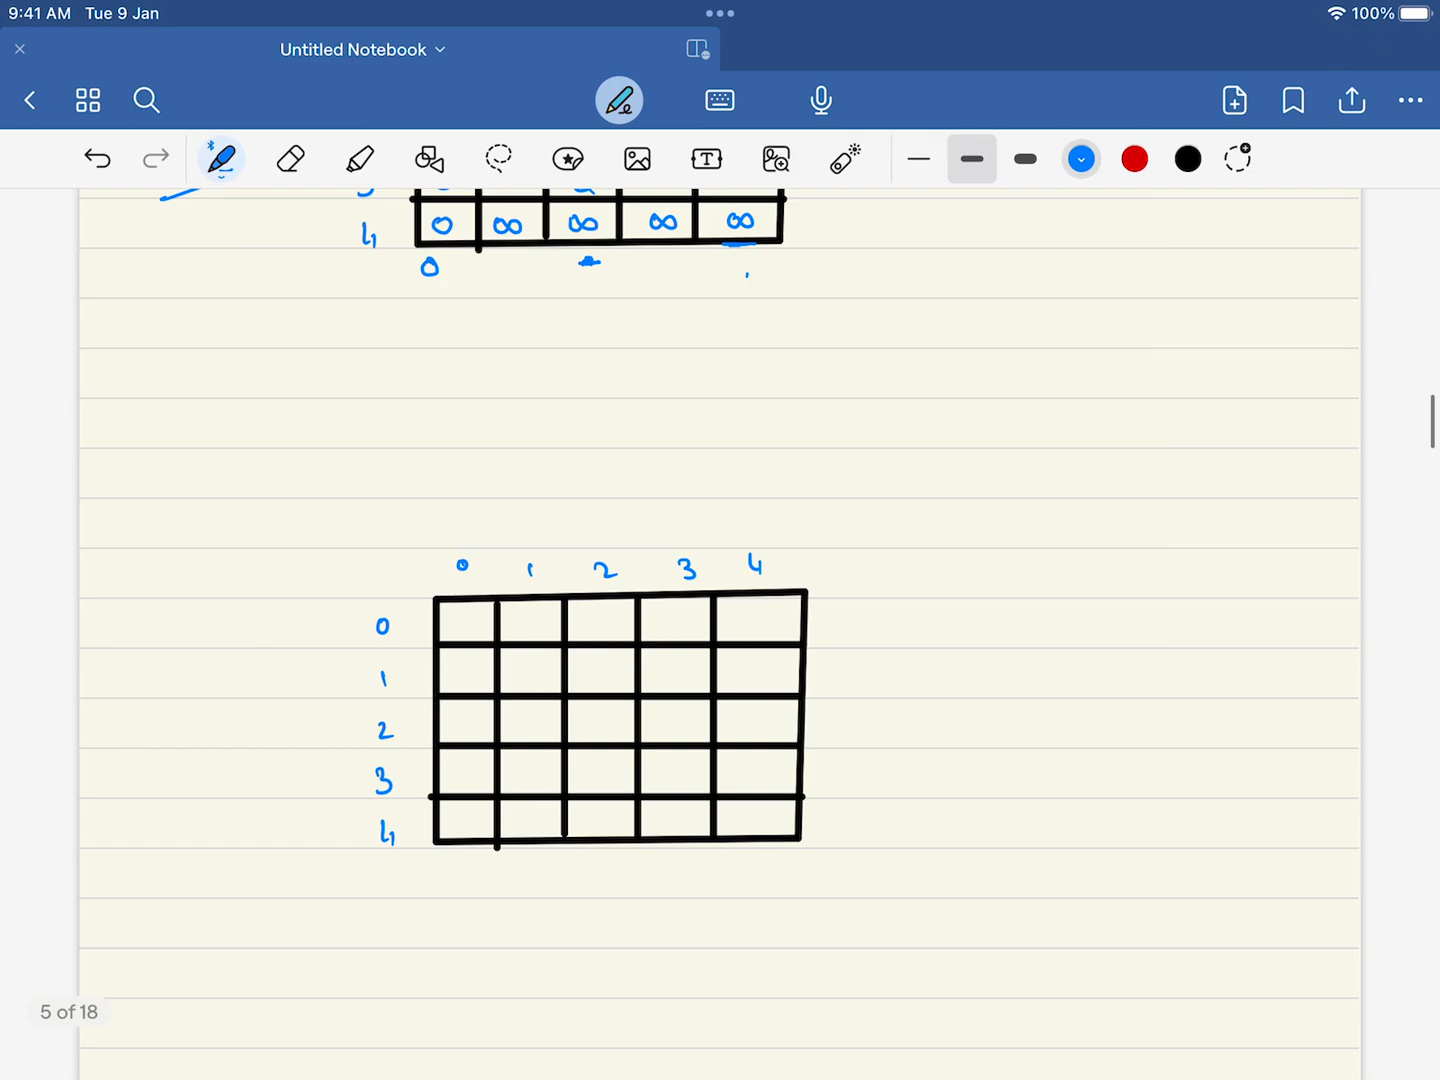 9:41 AM Tue 9 Jan 100%
Untitled Notebook
T
4 0 ∞ ∞ ∞ ∞
0
0 1 2 3 4
0
1
2
3
4
5 of 18